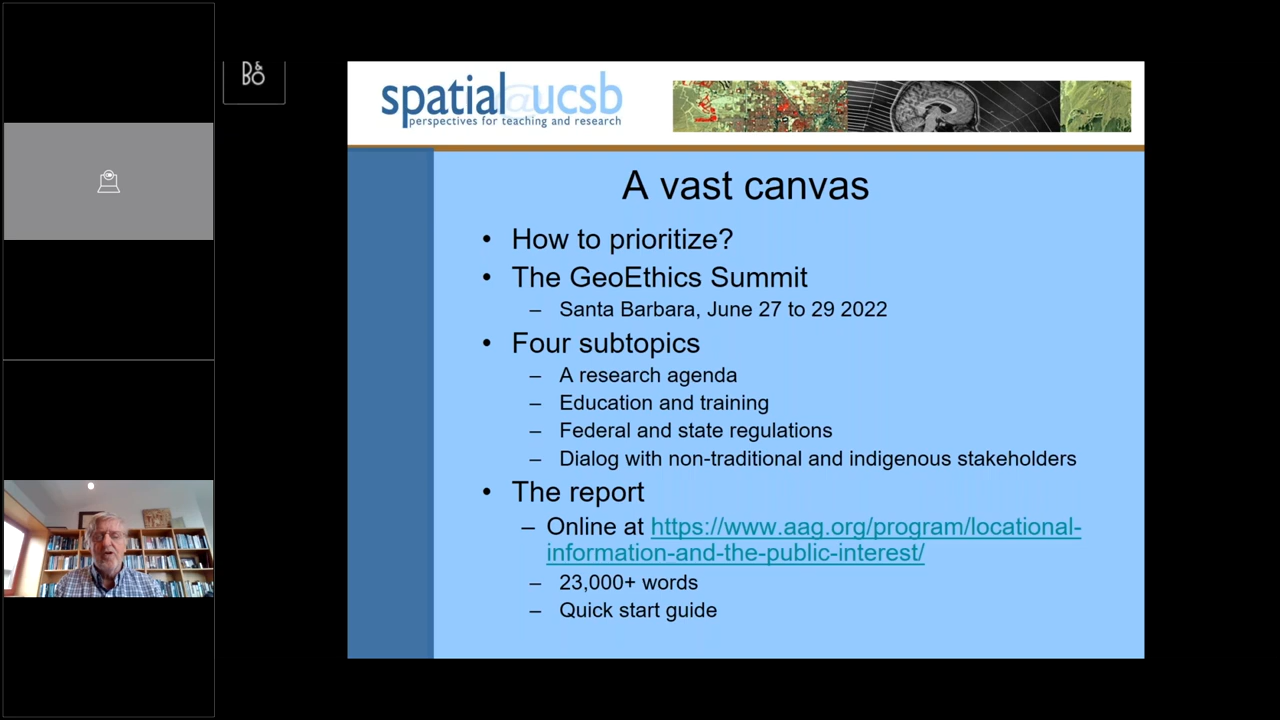 B&
BO
spatial@ucsb
perspectives for teaching and research
A vast canvas
• How to prioritize?
• The GeoEthics Summit
– Santa Barbara, June 27 to 29 2022
• Four subtopics
– A research agenda
– Education and training
– Federal and state regulations
– Dialog with non-traditional and indigenous stakeholders
• The report
– Online at https://www.aag.org/program/locational-
information-and-the-public-interest/
– 23,000+ words
– Quick start guide